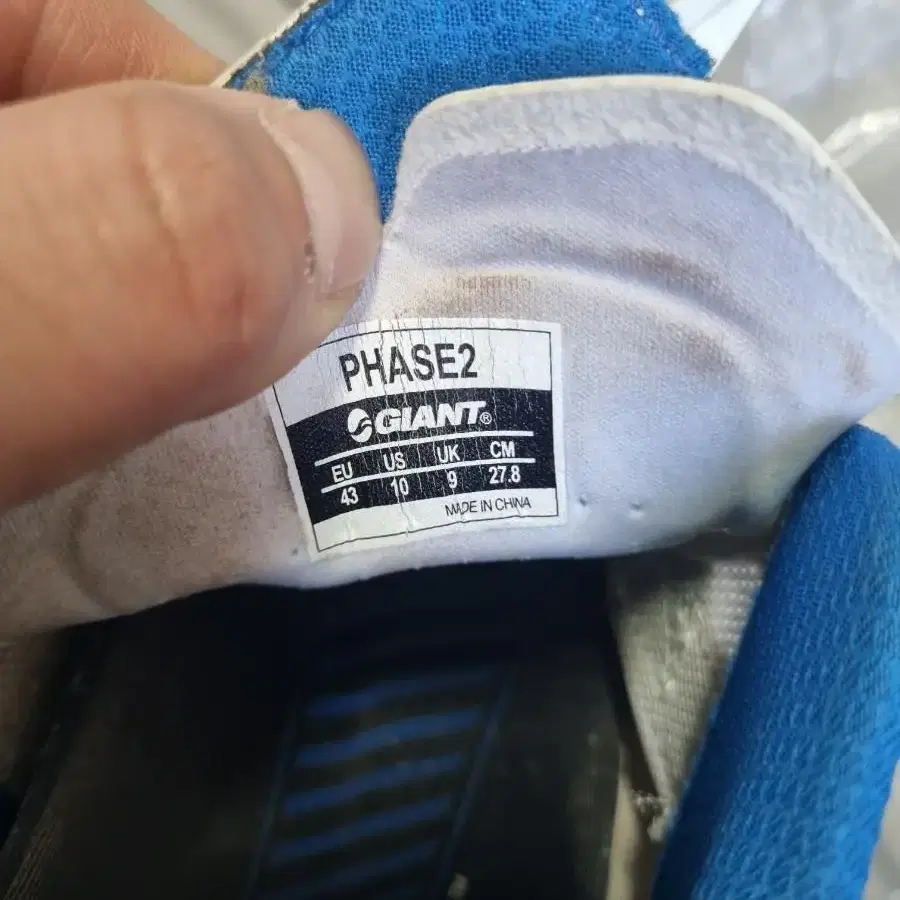 PHASE2
GIANT®
EU US UK CM
43 10 9 27.8
MADE IN CHINA